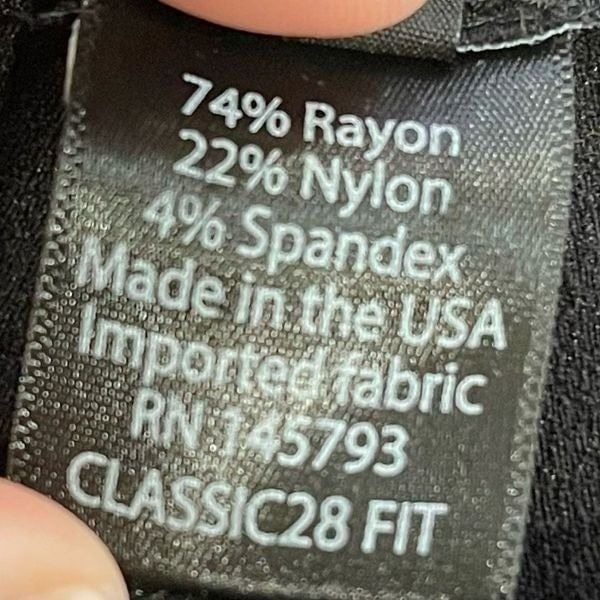 74% Rayon
22% Nylon
4% Spandex
Made in the USA
Imported fabric
RN 145793
CLASSIC28 FIT